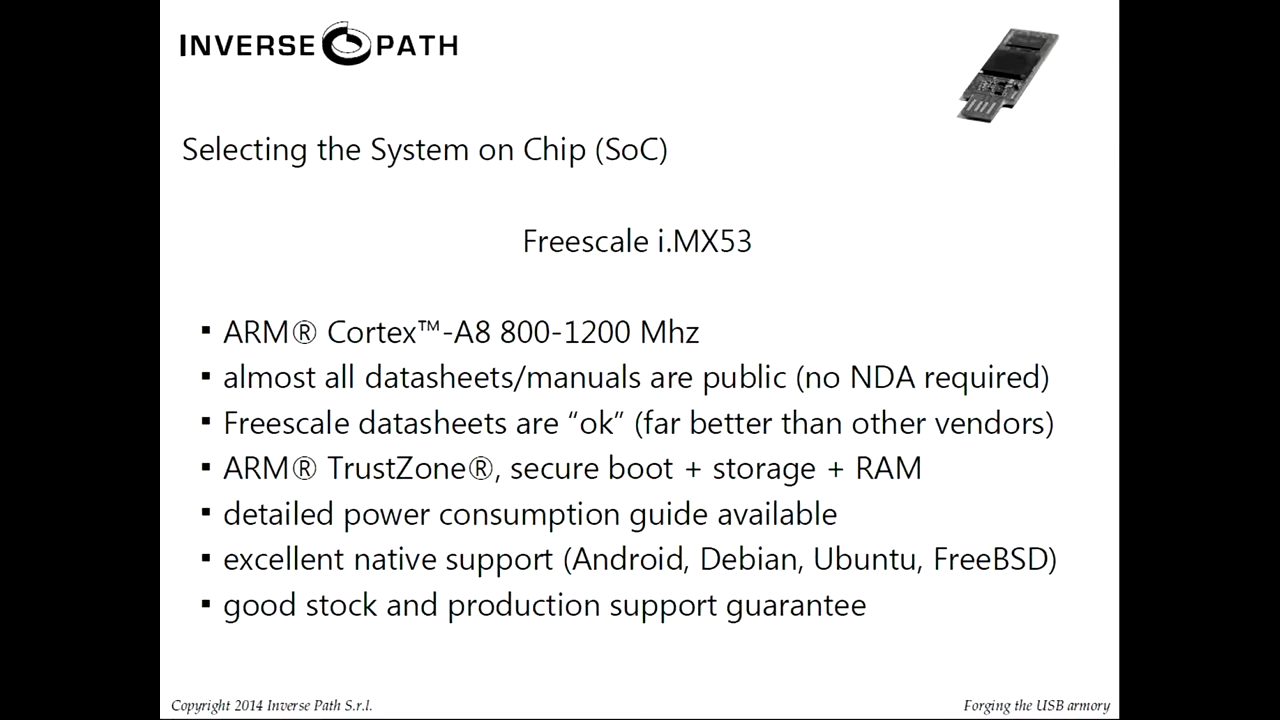 INVERSE PATH
Selecting the System on Chip (SoC)
Freescale i.MX53
▪ ARM® Cortex™-A8 800-1200 Mhz
▪ almost all datasheets/manuals are public (no NDA required)
▪ Freescale datasheets are “ok” (far better than other vendors)
▪ ARM® TrustZone®, secure boot + storage + RAM
▪ detailed power consumption guide available
▪ excellent native support (Android, Debian, Ubuntu, FreeBSD)
▪ good stock and production support guarantee
Copyright 2014 Inverse Path S.r.l.
Forging the USB armory